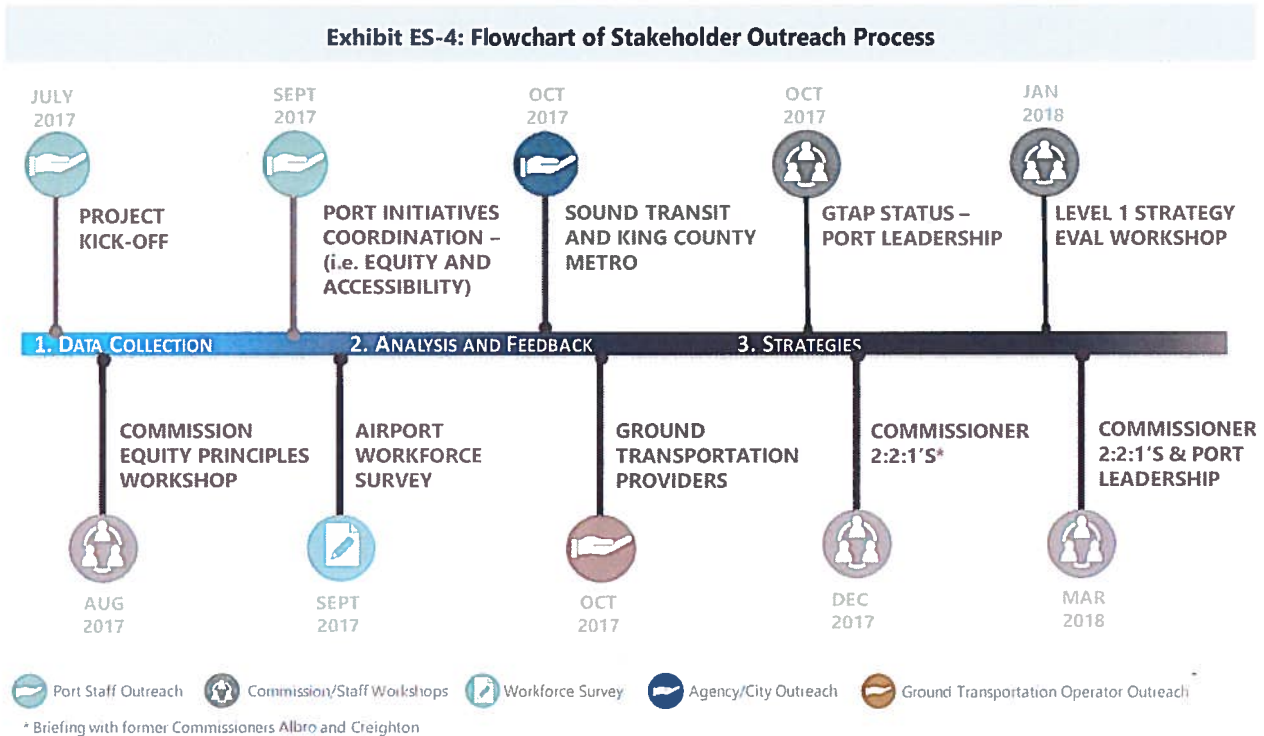 Exhibit ES-4: Flowchart of Stakeholder Outreach Process
JULY
2017
SEPT
2017
OCT
2017
OCT
2017
JAN
2018
PROJECT
KICK-OFF
PORT INITIATIVES
COORDINATION –
(i.e. EQUITY AND
ACCESSIBILITY)
SOUND TRANSIT
AND KING COUNTY
METRO
GTAP STATUS –
PORT LEADERSHIP
LEVEL 1 STRATEGY
EVAL WORKSHOP
1. DATA COLLECTION
2. ANALYSIS AND FEEDBACK
3. STRATEGIES
COMMISSION
EQUITY PRINCIPLES
WORKSHOP
AIRPORT
WORKFORCE
SURVEY
GROUND
TRANSPORTATION
PROVIDERS
COMMISSIONER
2:2:1'S*
COMMISSIONER
2:2:1'S & PORT
LEADERSHIP
AUG
2017
SEPT
2017
OCT
2017
DEC
2017
MAR
2018
Port Staff Outreach
Commission/Staff Workshops
Workforce Survey
Agency/City Outreach
Ground Transportation Operator Outreach
* Briefing with former Commissioners Albro and Creighton